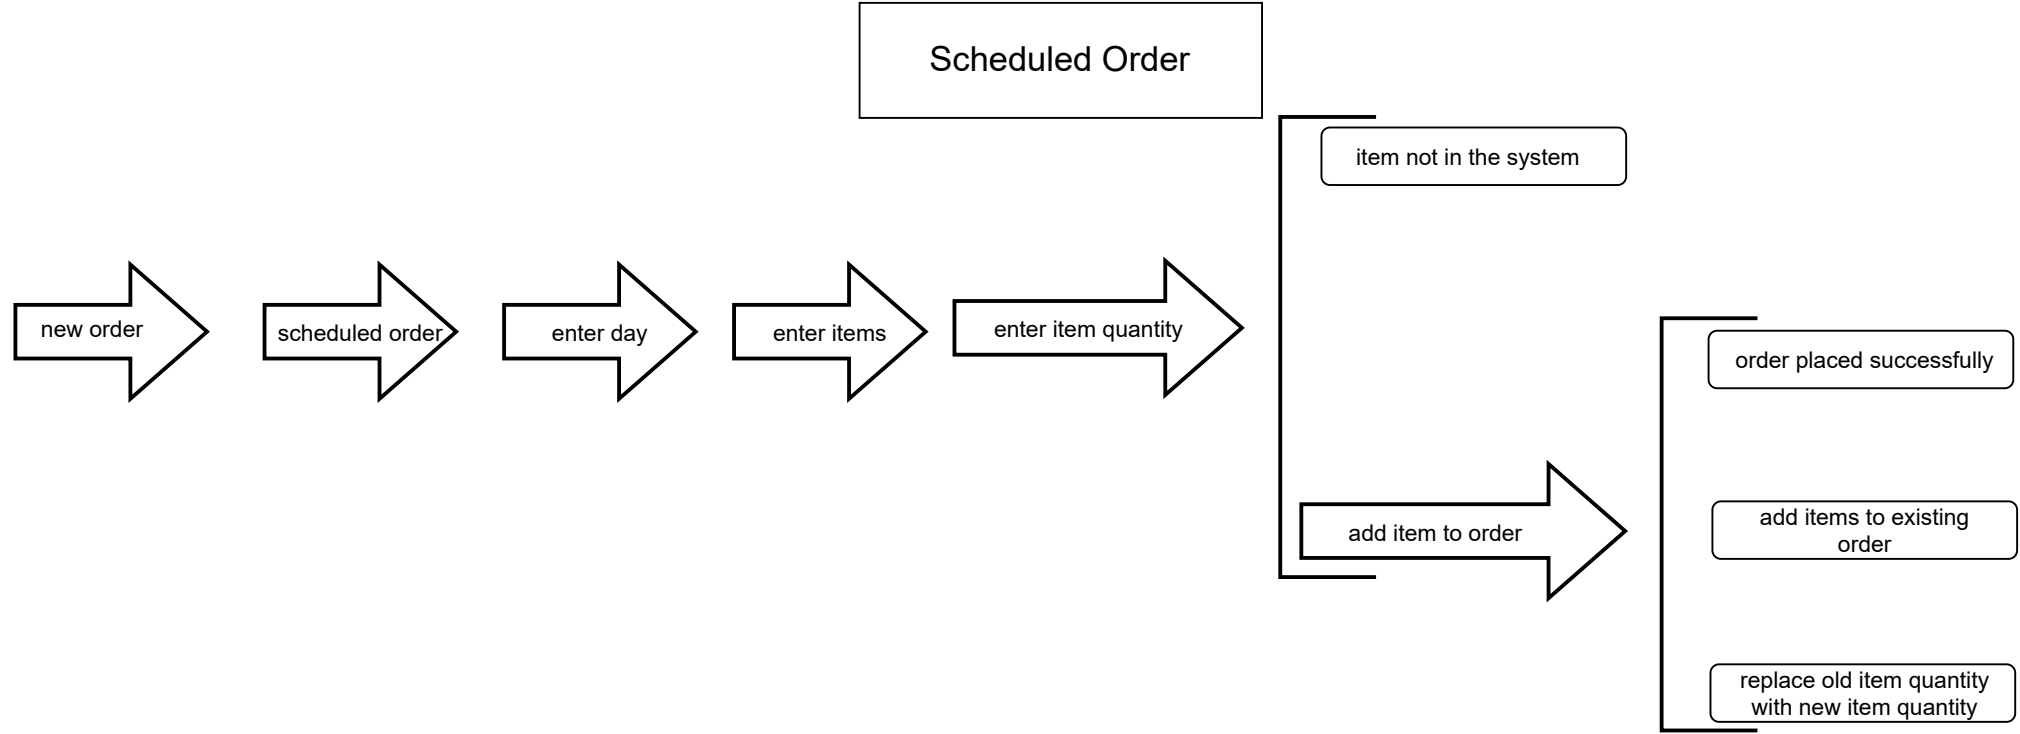 Scheduled Order
item not in the system
new order
scheduled order
enter day
enter items
enter item quantity
order placed successfully
add item to order
add items to existing
order
replace old item quantity
with new item quantity